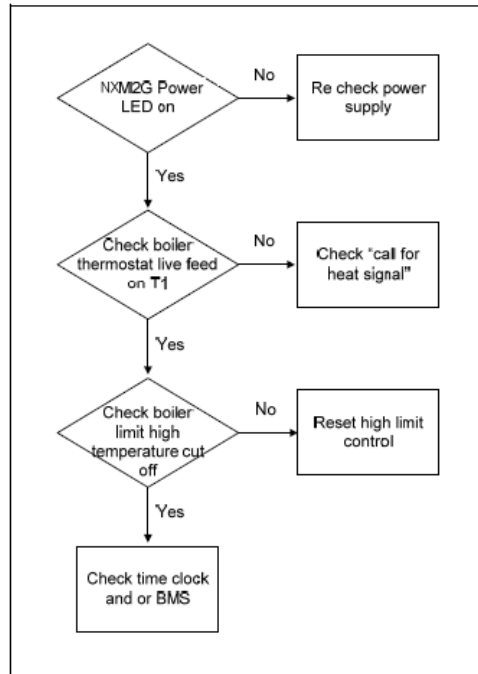 NXM2G Power
LED on
No
Re check power
supply
Yes
Check boiler
thermostat live feed
on T1
No
Check "call for
heat signal"
Yes
Check boiler
limit high
temperature cut
off
No
Reset high limit
control
Yes
Check time clock
and or BMS